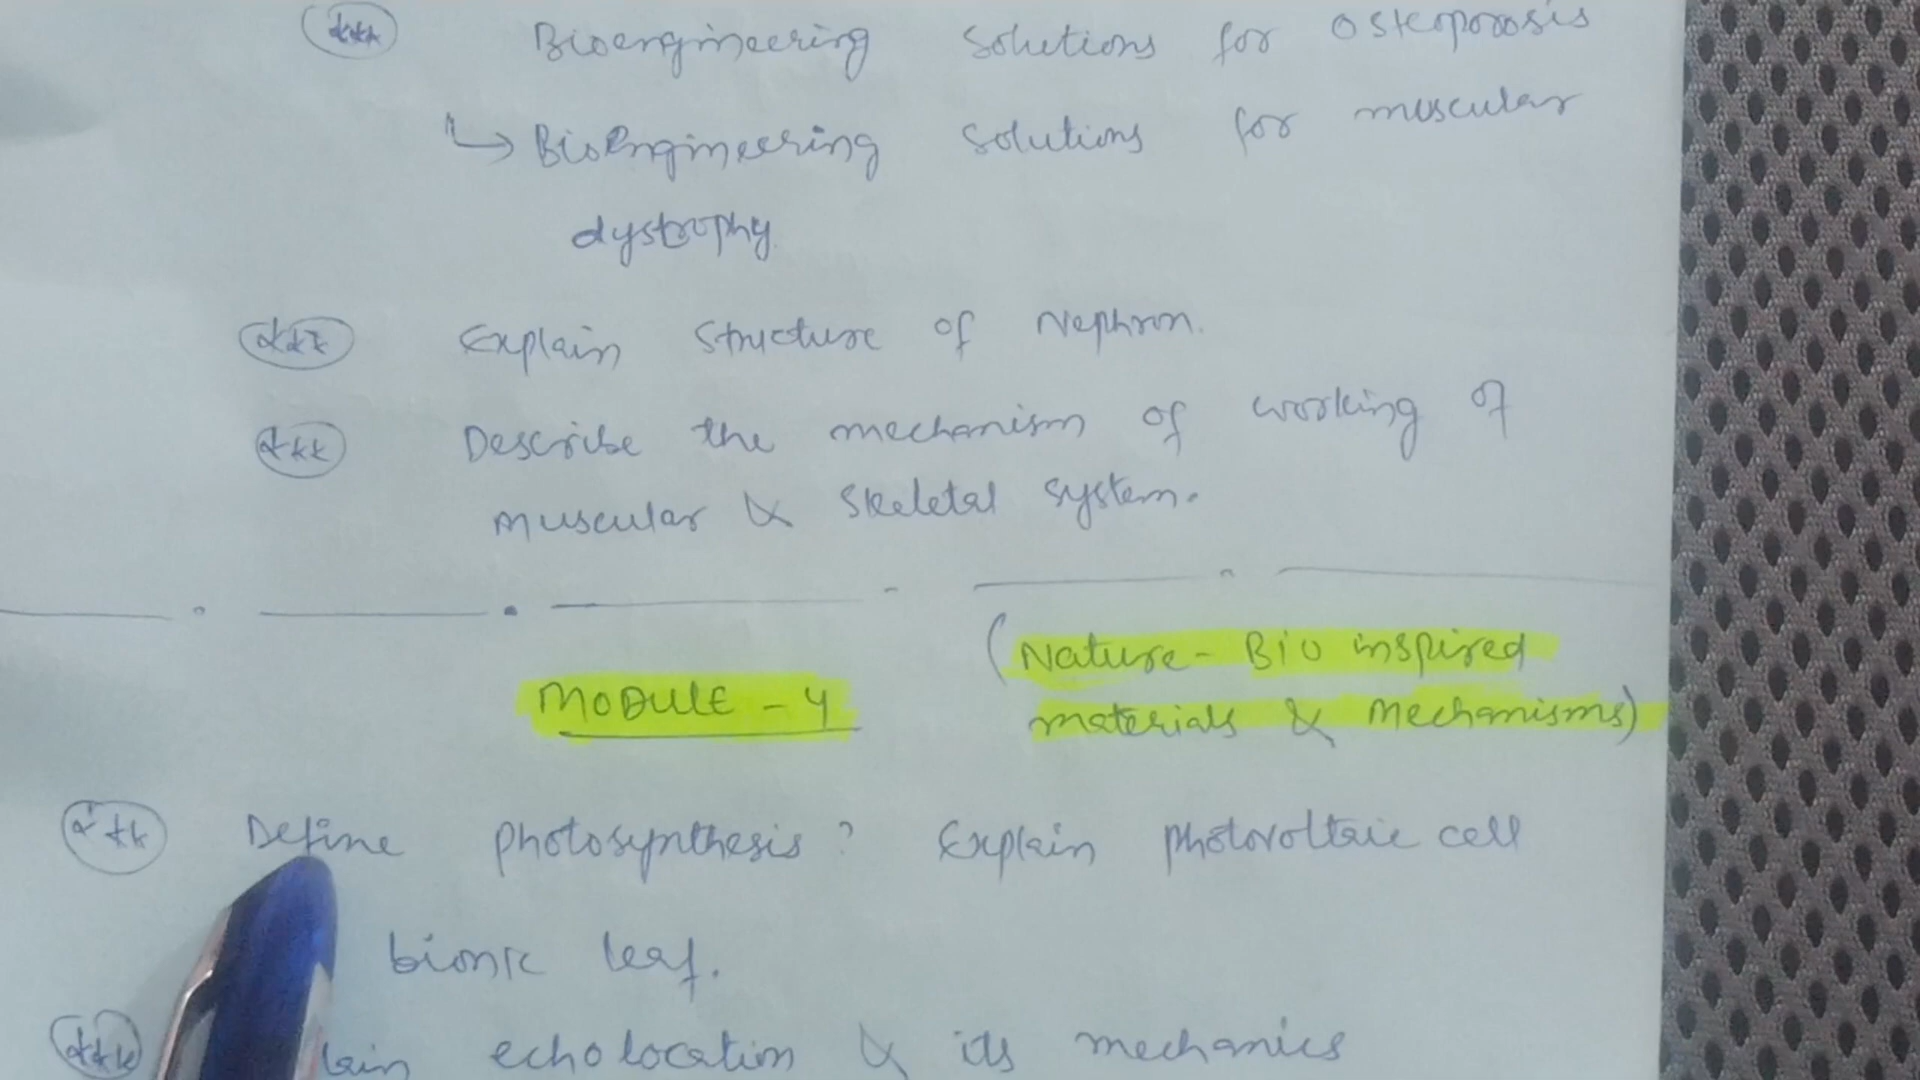 *** Bioengineering Solutions for Osteoporosis
↳ BioEngineering Solutions for muscular
dystrophy
*** Explain Structure of Nephron.
*** Describe the mechanism of working of
muscular & Skeletal system.
(Nature - Bio inspired
MODULE - 4
materials & Mechanisms)
*** Define Photosynthesis? Explain Photovoltaic cell
bionic leaf.
*** lain echolocation & its mechanics